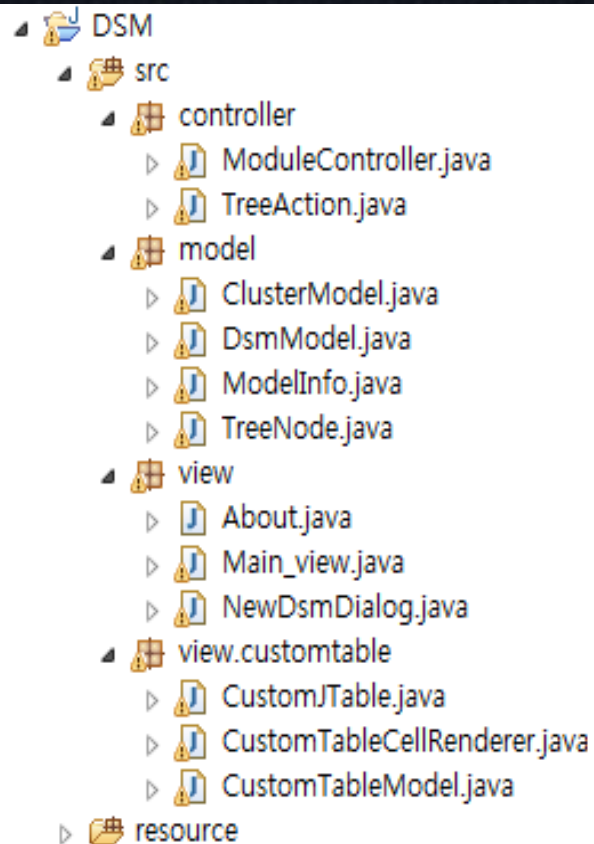 DSM
src
controller
ModuleController.java
TreeAction.java
model
ClusterModel.java
DsmModel.java
ModelInfo.java
TreeNode.java
view
About.java
Main_view.java
NewDsmDialog.java
view.customtable
CustomJTable.java
CustomTableCellRenderer.java
CustomTableModel.java
resource